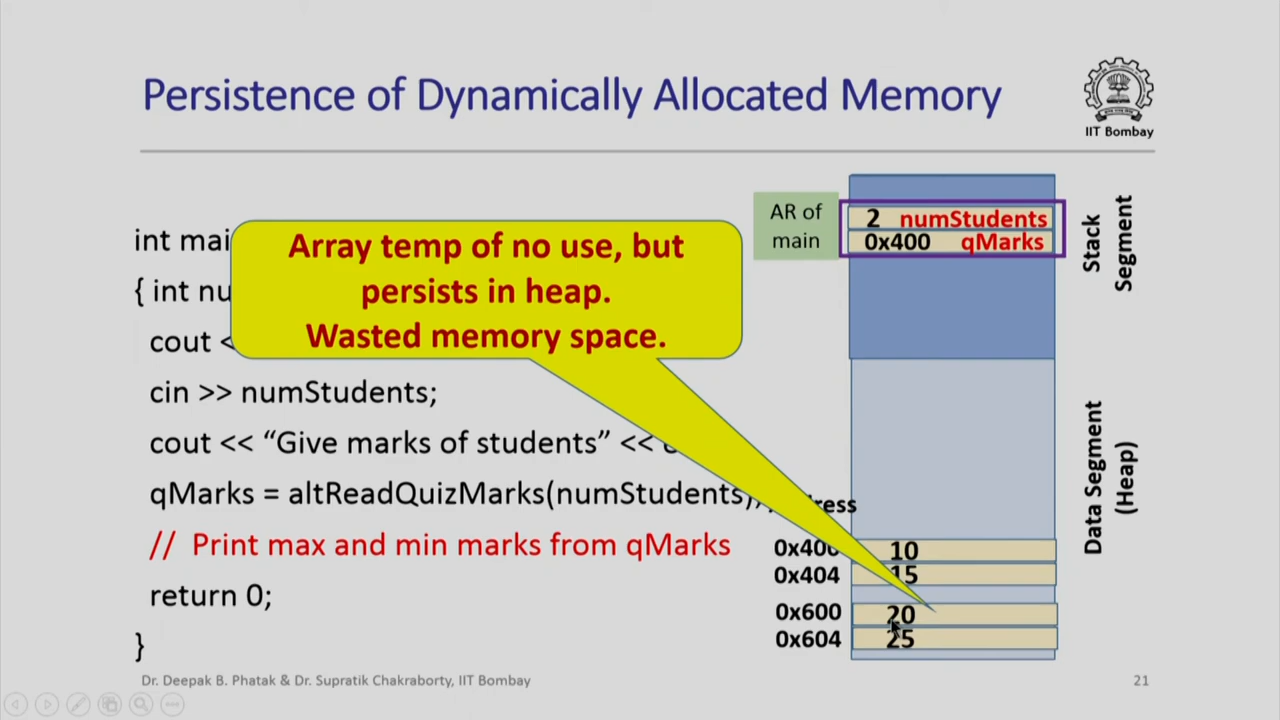 Persistence of Dynamically Allocated Memory
IIT Bombay
int mai
{ int nu
cout <
cin >> numStudents;
cout << “Give marks of students” <<
qMarks = altReadQuizMarks(numStudents);
// Print max and min marks from qMarks
return 0;
}
Array temp of no use, but
persists in heap.
Wasted memory space.
AR of
main
2 numStudents
0x400 qMarks
Stack
Segment
Data Segment
(Heap)
0x400 10
0x404 15
0x600 20
0x604 25
Dr. Deepak B. Phatak & Dr. Supratik Chakraborty, IIT Bombay
21